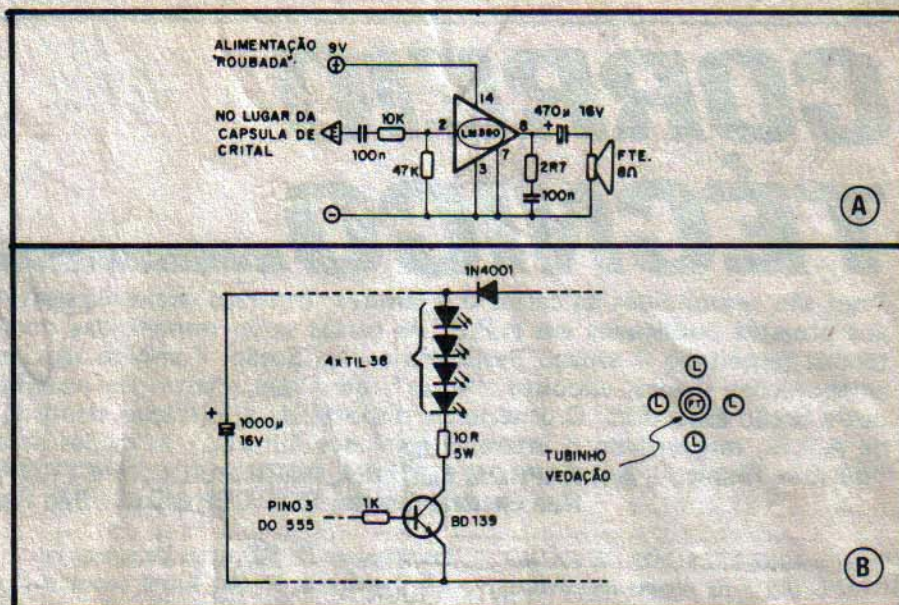 ALIMENTAÇÃO 9V
"ROUBADA"
NO LUGAR DA
CAPSULA DE
CRITAL
100n
10K
47K
2
14
LM380
3
7
8
470µ 16V
2R7
100n
FTE.
8Ω
A
1N4001
4x TIL 38
1000µ
16V
10R
5W
PINO 3
DO 555
1K
BD139
L
L
FT
L
L
TUBINHO
VEDAÇÃO
B